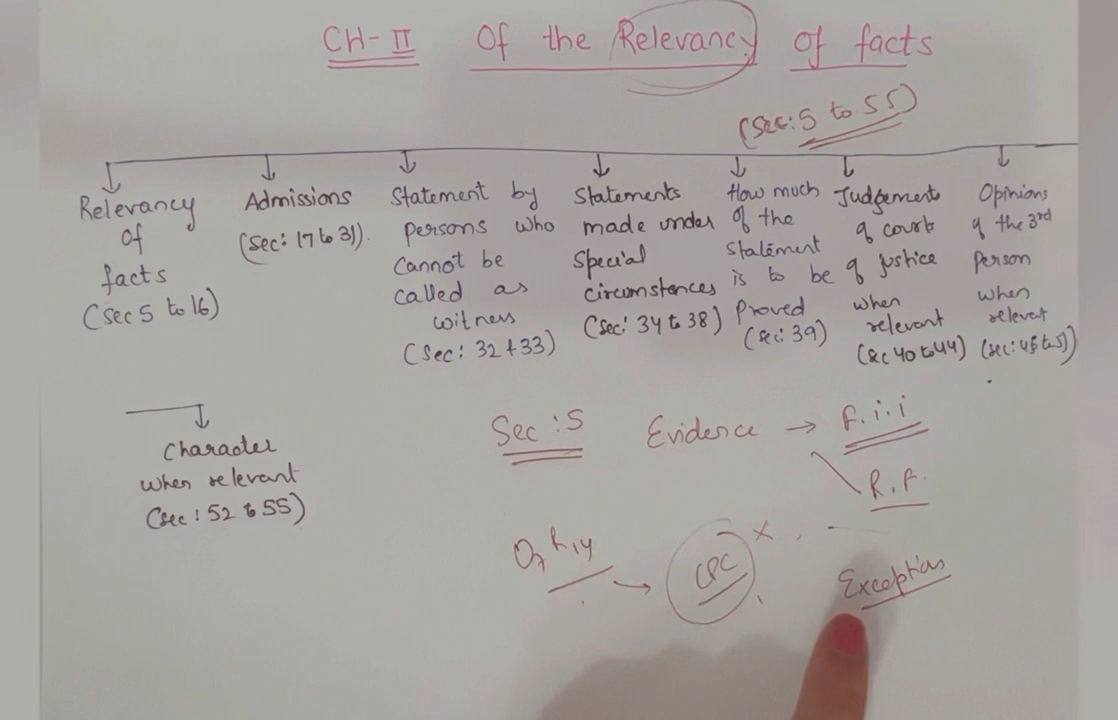 CH-II Of the Relevancy of facts
(Sec: 5 to 55)
Relevancy
of
facts
(sec 5 to 16)
Admissions
(Sec: 17 to 31).
Statement by
persons who
cannot be
called as
witness
(Sec: 32 + 33)
Statements
made under
special
circumstances
(Sec: 34 to 38)
How much
of the
statement
is to be
proved
(sec: 39)
Judgement
of courts
of justice
when
relevant
(sec 40 to 44)
Opinions
of the 3rd
person
when
relevant
(sec: 45 to
Character
when relevant
(sec: 52 to 55)
Sec: 5 Evidence → F.i.i
R.F.
O7 R14 → CPC X
Exception